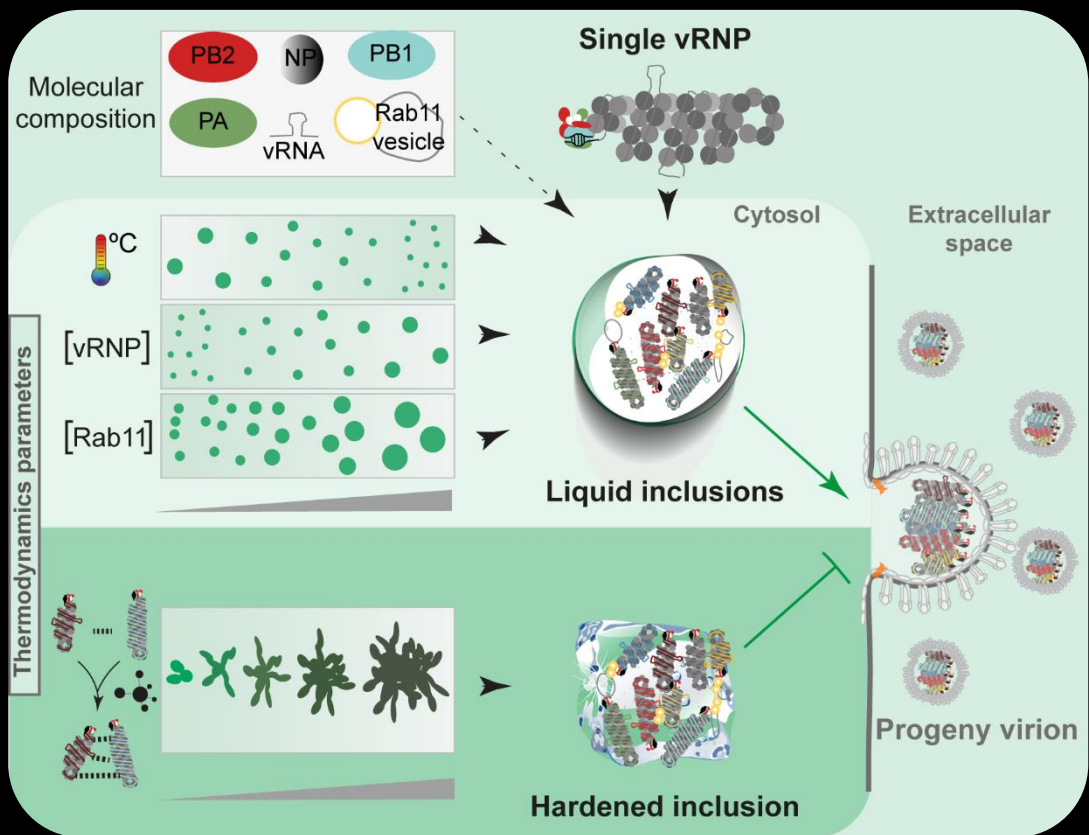 Molecular
composition
PB2
NP
PB1
PA
vRNA
Rab11
vesicle
Single vRNP
Cytosol
Extracellular
space
Thermodynamics parameters
ºC
[vRNP]
[Rab11]
Liquid inclusions
Hardened inclusion
Progeny virion